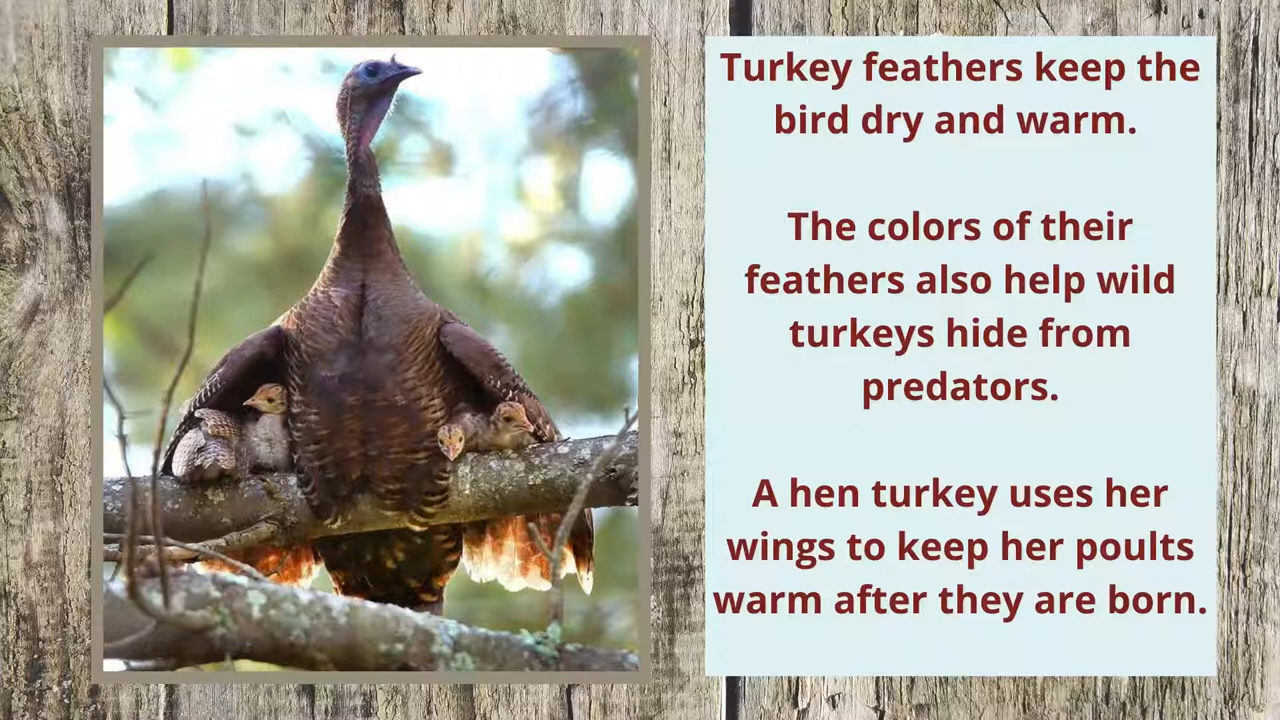 Turkey feathers keep the
bird dry and warm.
The colors of their
feathers also help wild
turkeys hide from
predators.
A hen turkey uses her
wings to keep her poults
warm after they are born.